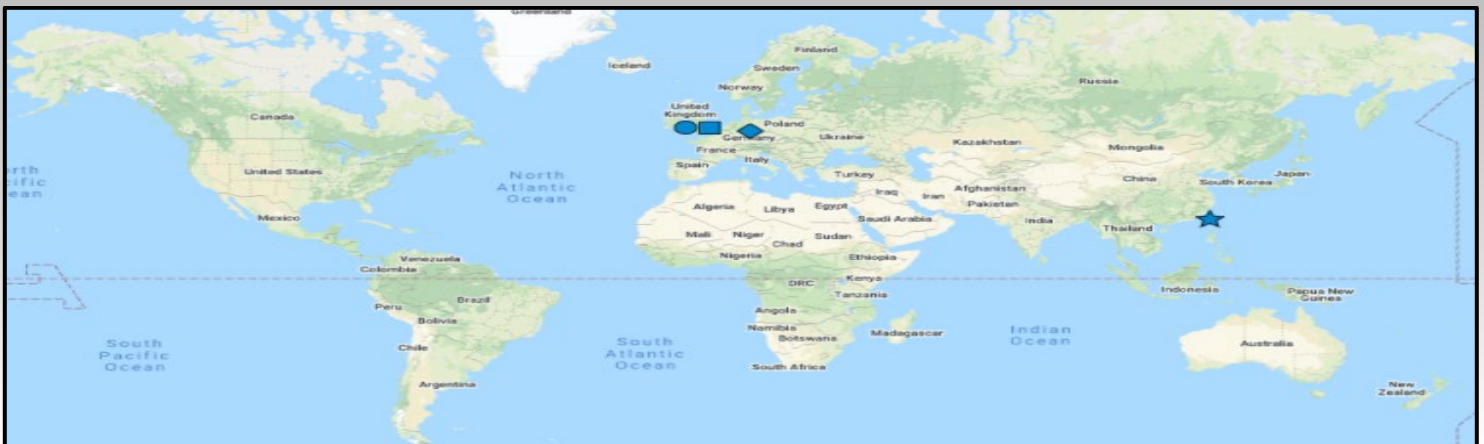 Greenland
Iceland
Finland
Sweden
Norway
Russia
Canada
United
Kingdom
Poland
Germany
Ukraine
France
Kazakhstan
Mongolia
Italy
Spain
United States
Turkey
China
South Korea
Japan
North
Atlantic
Ocean
Iraq
Iran
Afghanistan
Pakistan
Algeria
Libya
Egypt
Saudi Arabia
India
Mexico
Mali
Niger
Chad
Sudan
Thailand
Nigeria
Ethiopia
Venezuela
Colombia
DRC
Kenya
Tanzania
Indonesia
Papua New
Guinea
Brazil
Peru
Bolivia
Angola
Namibia
Botswana
Madagascar
Indian
Ocean
South
Pacific
Ocean
South
Atlantic
Ocean
Chile
Australia
South Africa
Argentina
New
Zealand